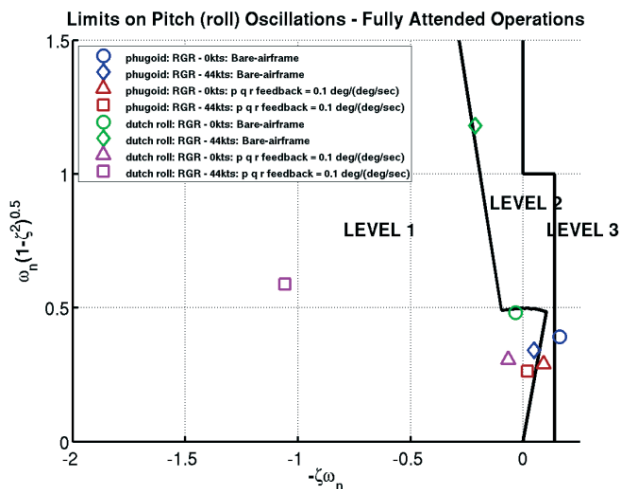 Limits on Pitch (roll) Oscillations - Fully Attended Operations
1.5
phugoid: RGR - 0kts: Bare-airframe
phugoid: RGR - 44kts: Bare-airframe
phugoid: RGR - 0kts: p q r feedback = 0.1 deg/(deg/sec)
phugoid: RGR - 44kts: p q r feedback = 0.1 deg/(deg/sec)
dutch roll: RGR - 0kts: Bare-airframe
dutch roll: RGR - 44kts: Bare-airframe
dutch roll: RGR - 0kts: p q r feedback = 0.1 deg/(deg/sec)
dutch roll: RGR - 44kts: p q r feedback = 0.1 deg/(deg/sec)
1
LEVEL 2
LEVEL 1
LEVEL 3
ωn(1-ζ²)^0.5
0.5
0
-2
-1.5
-1
-0.5
0
-ζωn